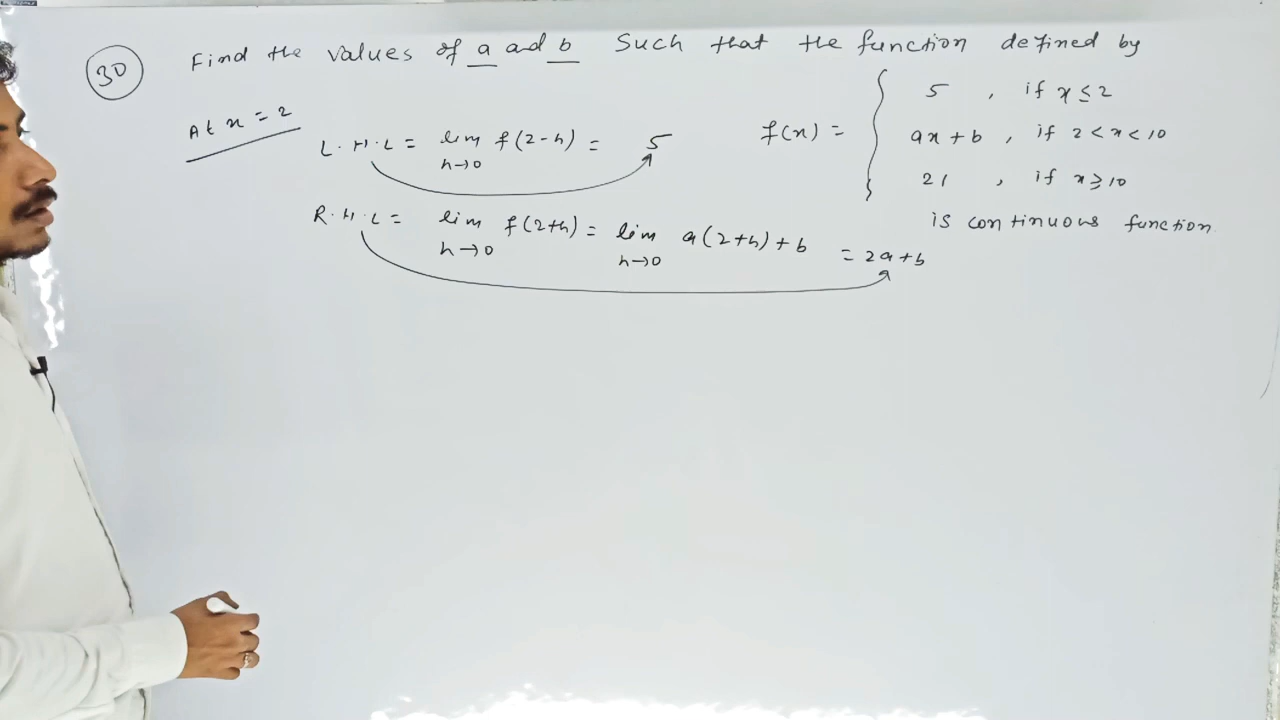 30 Find the values of a and b such that the function defined by
f(x) = { 5 , if x ≤ 2
ax + b , if 2 < x < 10
21 , if x ≥ 10
is continuous function.
At x = 2
L.H.L = lim h→0 f(2-h) = 5
R.H.L = lim h→0 f(2+h) = lim h→0 a(2+h) + b = 2a + b